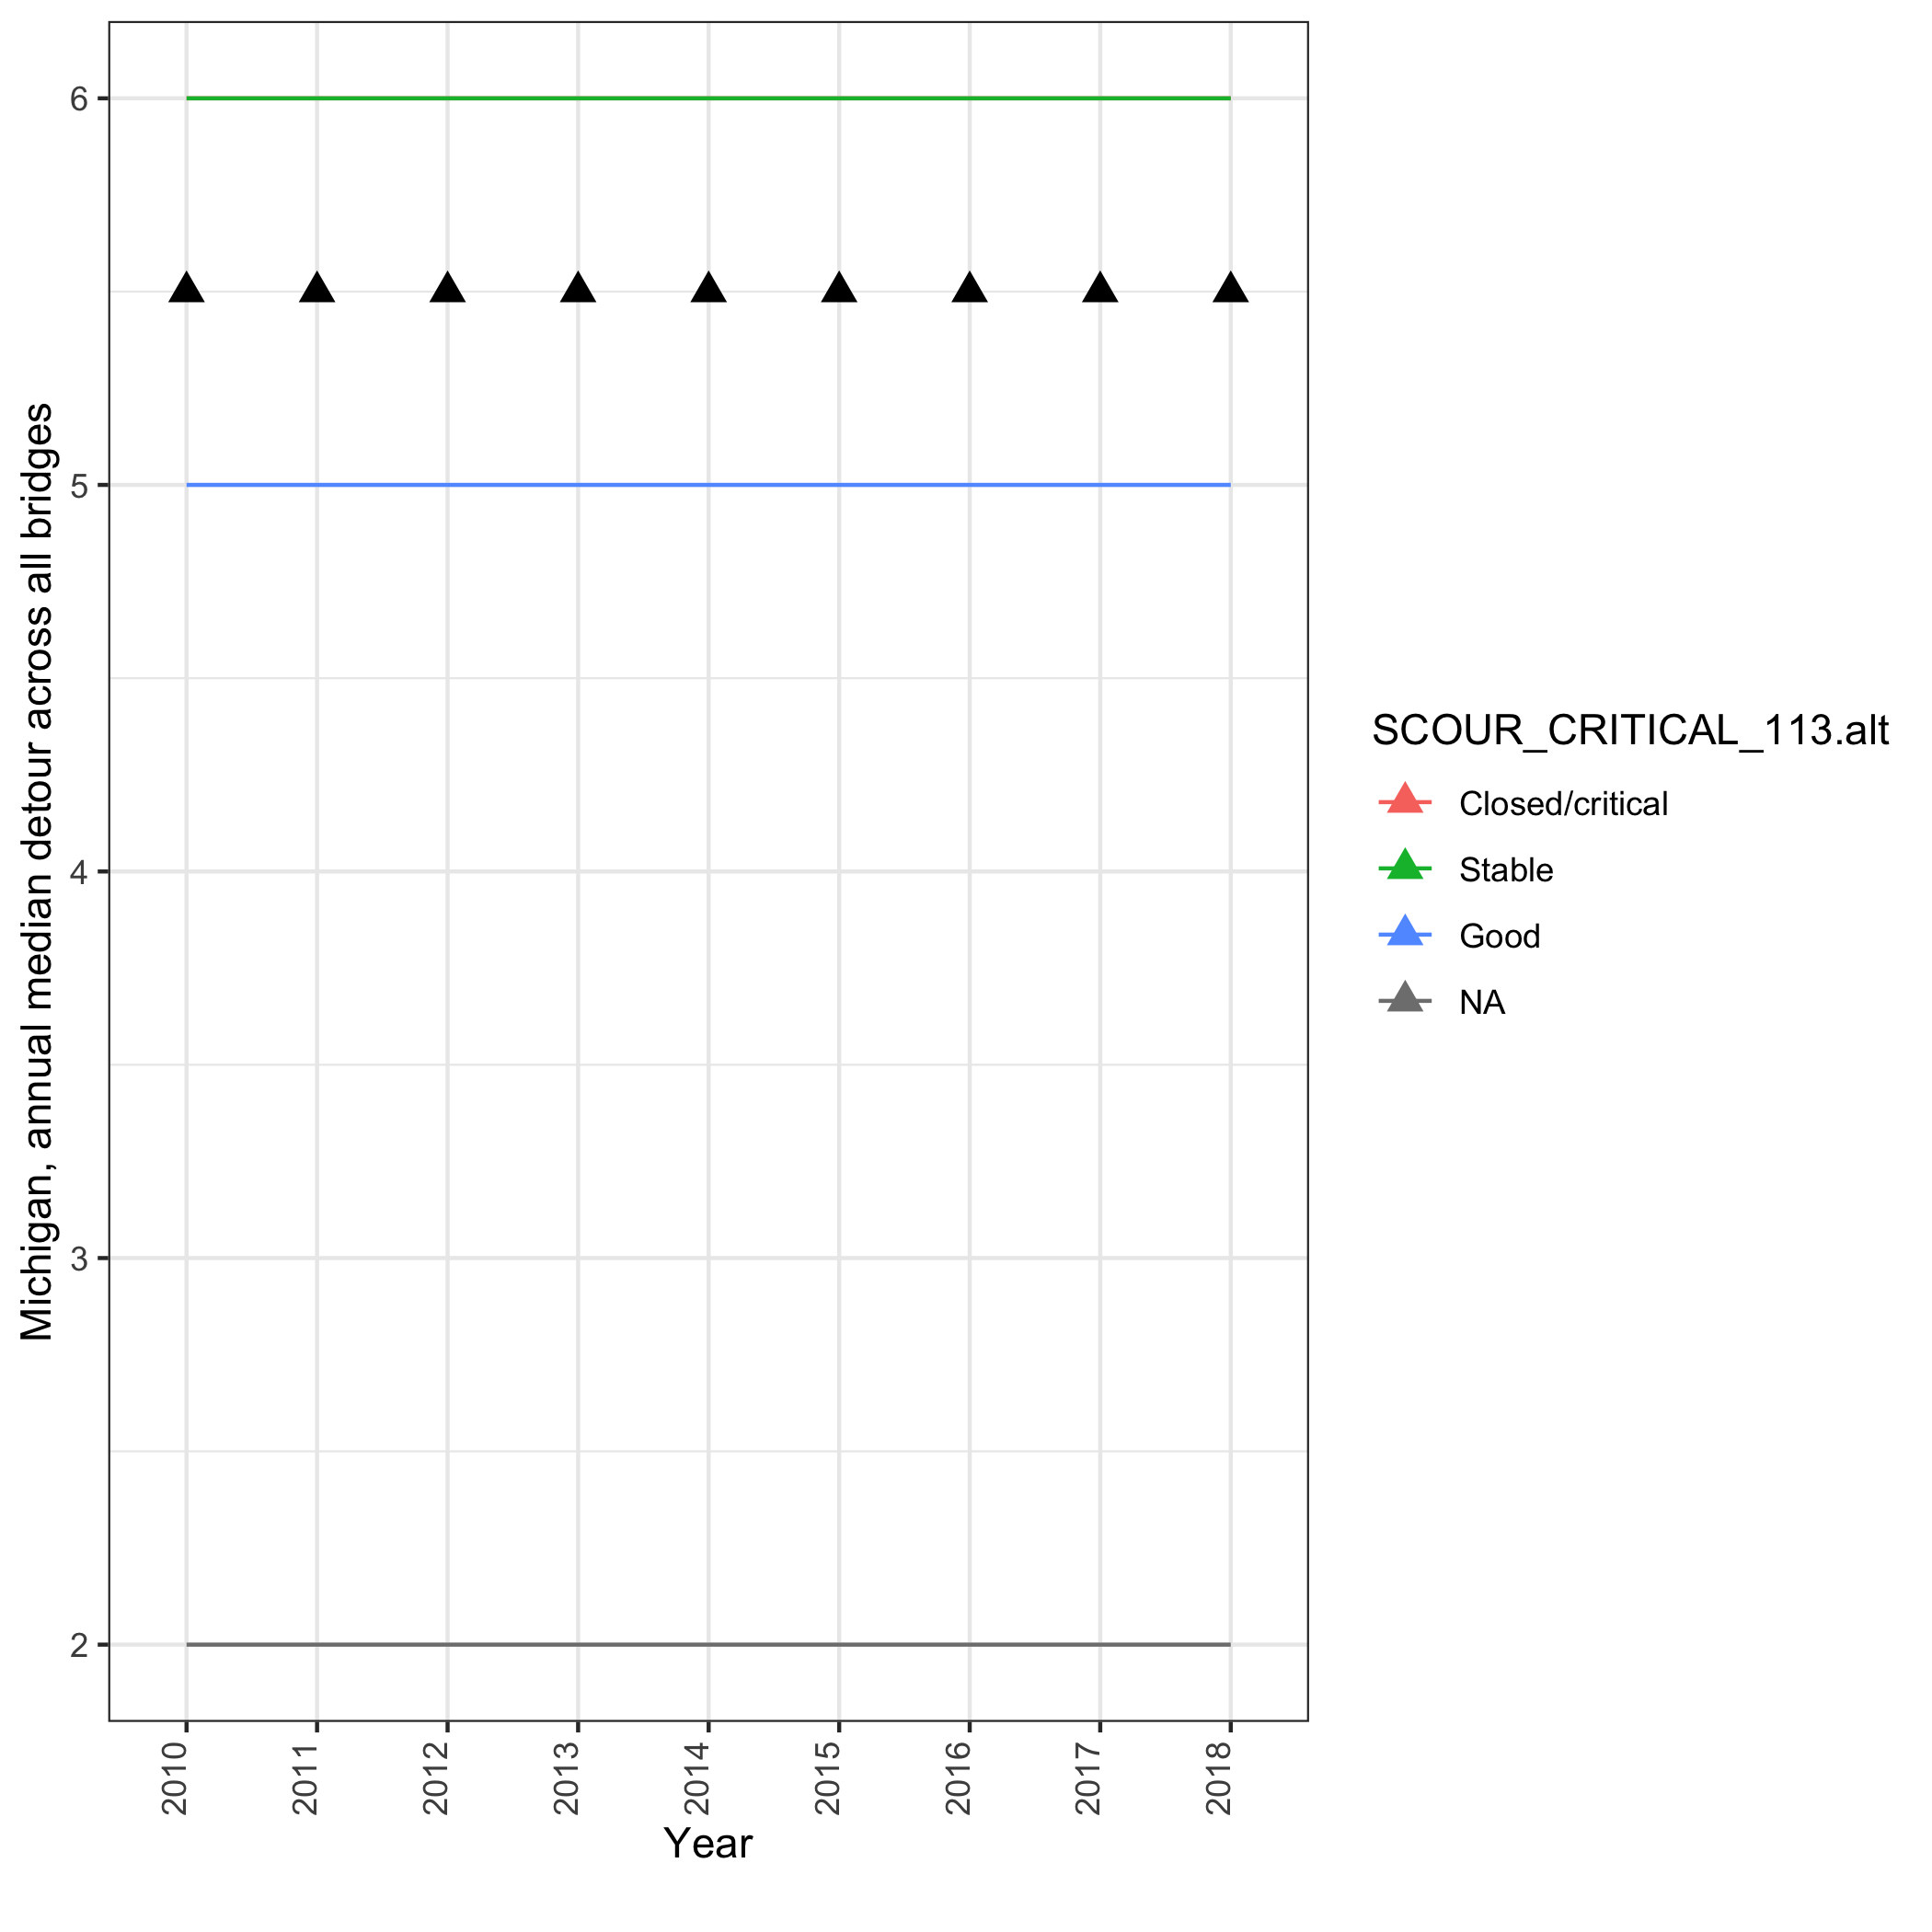 Michigan, annual median detour across all bridges
6
5
4
3
2
2010
2011
2012
2013
2014
2015
2016
2017
2018
Year
SCOUR_CRITICAL_113.alt
Closed/critical
Stable
Good
NA